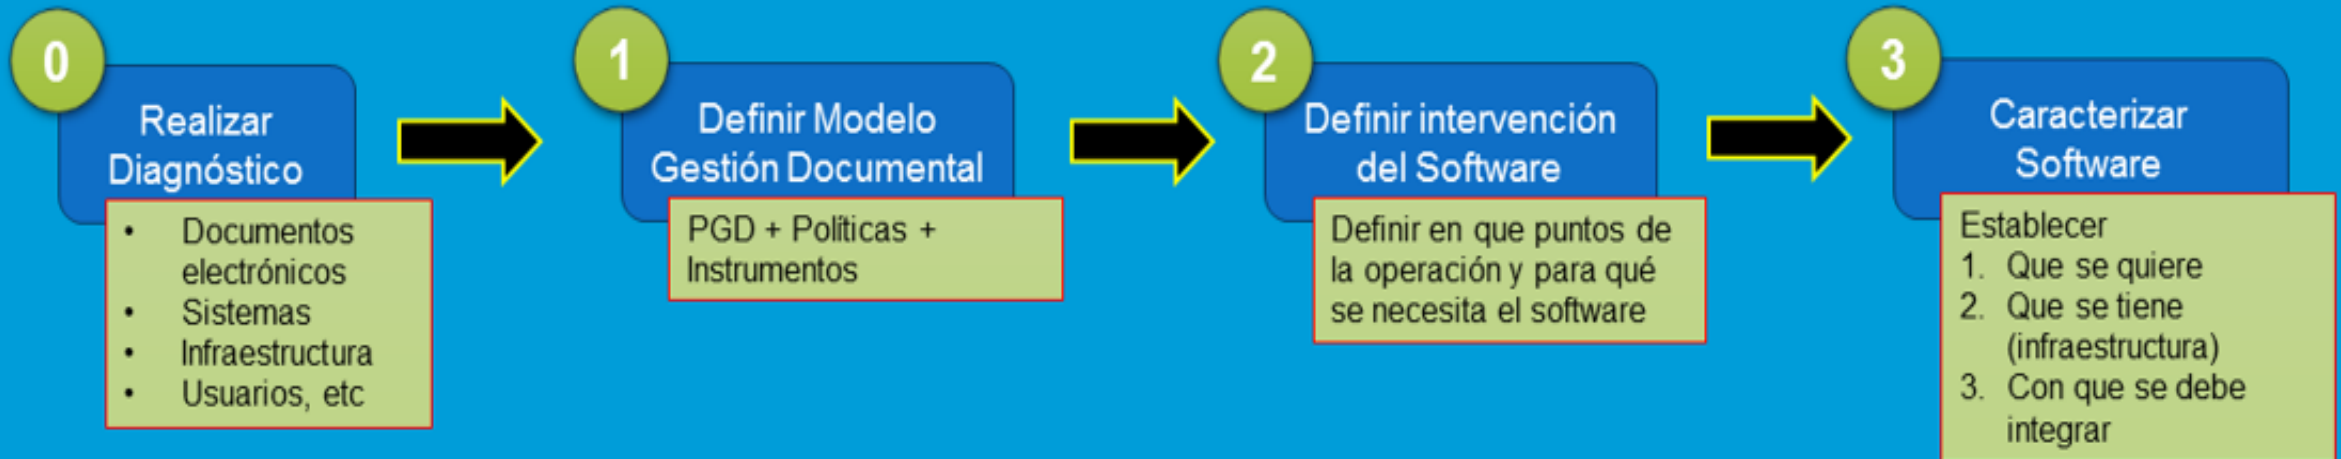 0
Realizar
Diagnóstico
• Documentos
electrónicos
• Sistemas
• Infraestructura
• Usuarios, etc
1
Definir Modelo
Gestión Documental
PGD + Políticas +
Instrumentos
2
Definir intervención
del Software
Definir en que puntos de
la operación y para qué
se necesita el software
3
Caracterizar
Software
Establecer
1. Que se quiere
2. Que se tiene
(infraestructura)
3. Con que se debe
integrar